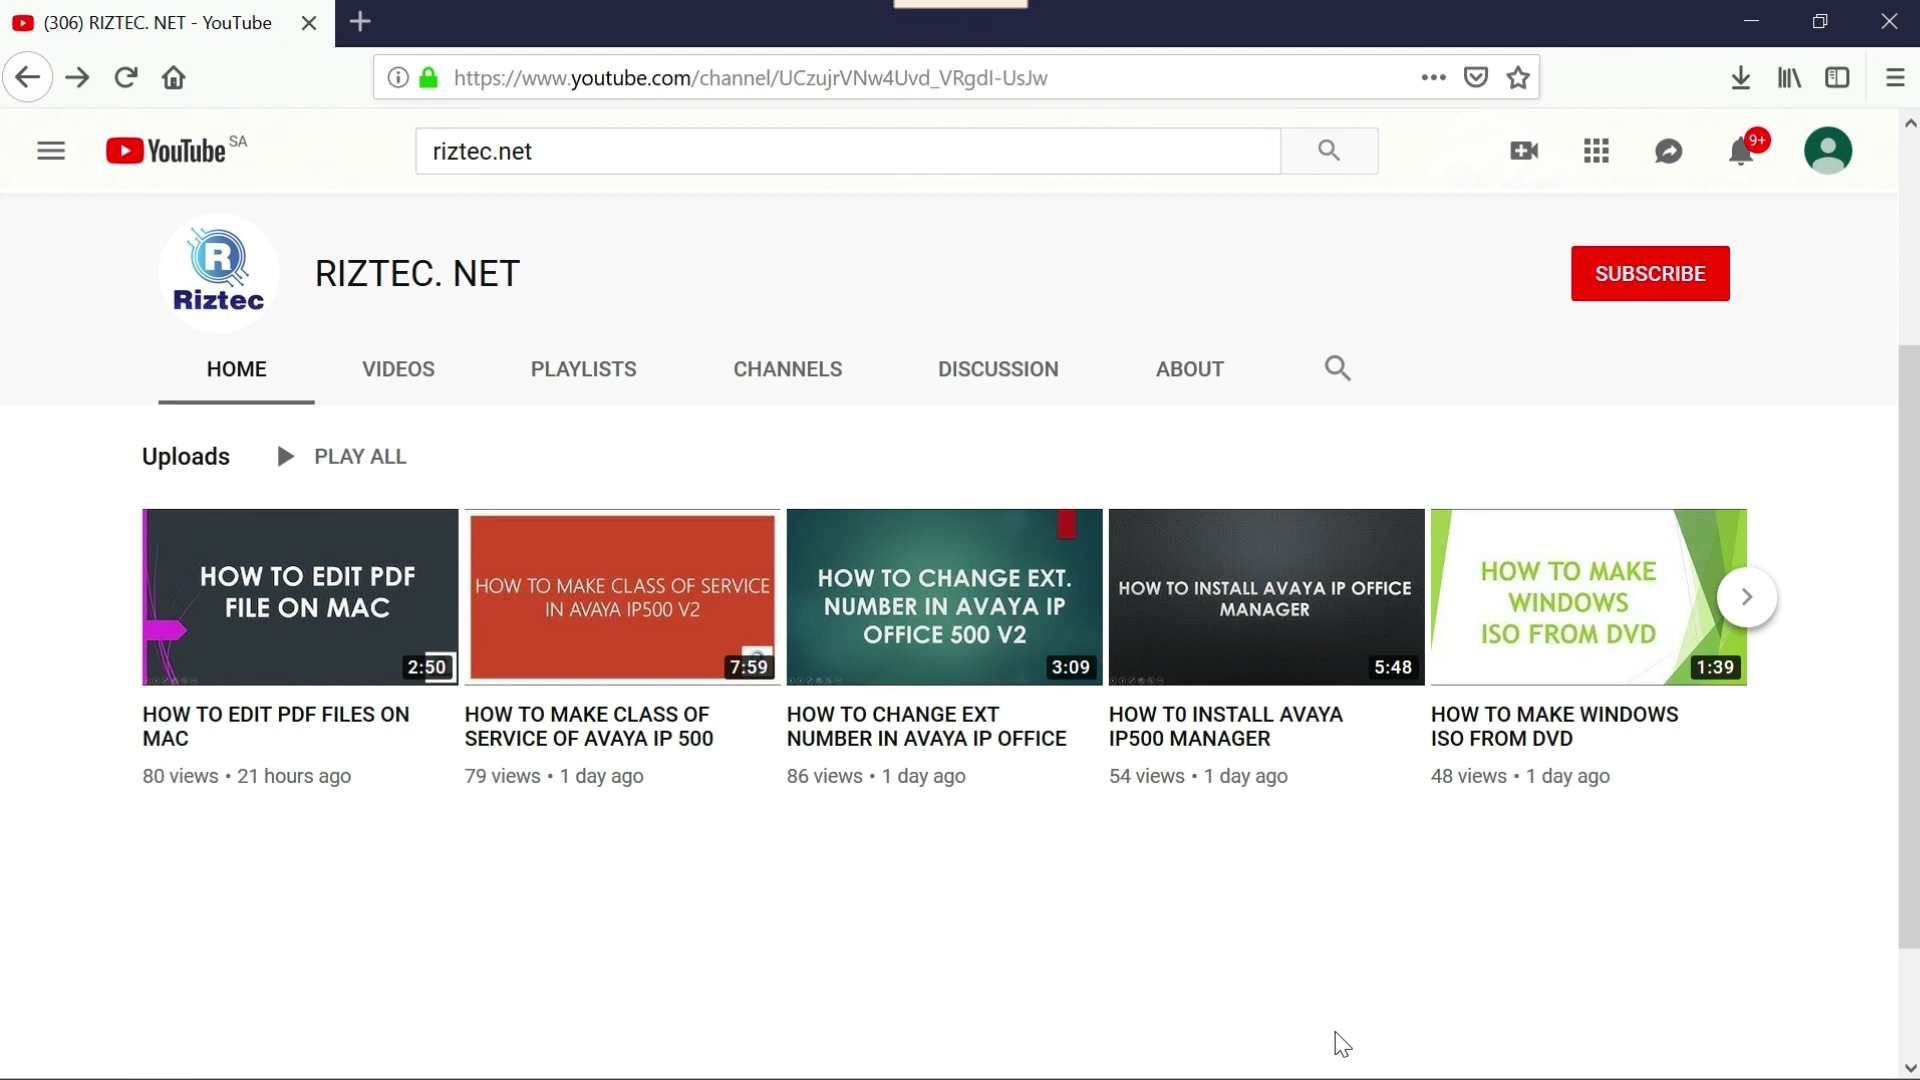 (306) RIZTEC. NET - YouTube
https://www.youtube.com/channel/UCzujrVNw4Uvd_VRgdI-UsJw
YouTube SA
riztec.net
9+
R
Riztec
RIZTEC. NET
SUBSCRIBE
HOME VIDEOS PLAYLISTS CHANNELS DISCUSSION ABOUT
Uploads PLAY ALL
HOW TO EDIT PDF
FILE ON MAC
2:50
HOW TO MAKE CLASS OF SERVICE
IN AVAYA IP500 V2
7:59
HOW TO CHANGE EXT.
NUMBER IN AVAYA IP
OFFICE 500 V2
3:09
HOW TO INSTALL AVAYA IP OFFICE
MANAGER
5:48
HOW TO MAKE
WINDOWS
ISO FROM DVD
1:39
HOW TO EDIT PDF FILES ON
MAC
80 views • 21 hours ago
HOW TO MAKE CLASS OF
SERVICE OF AVAYA IP 500
79 views • 1 day ago
HOW TO CHANGE EXT
NUMBER IN AVAYA IP OFFICE
86 views • 1 day ago
HOW T0 INSTALL AVAYA
IP500 MANAGER
54 views • 1 day ago
HOW TO MAKE WINDOWS
ISO FROM DVD
48 views • 1 day ago